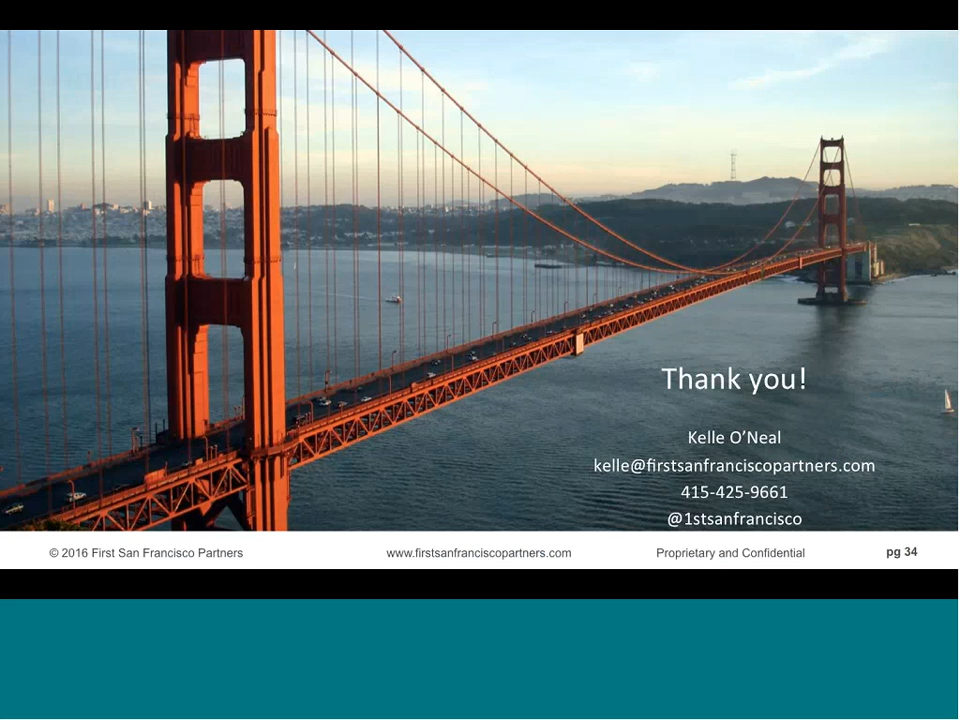 Thank you!
Kelle O’Neal
kelle@firstsanfranciscopartners.com
415-425-9661
@1stsanfrancisco
© 2016 First San Francisco Partners www.firstsanfranciscopartners.com Proprietary and Confidential pg 34